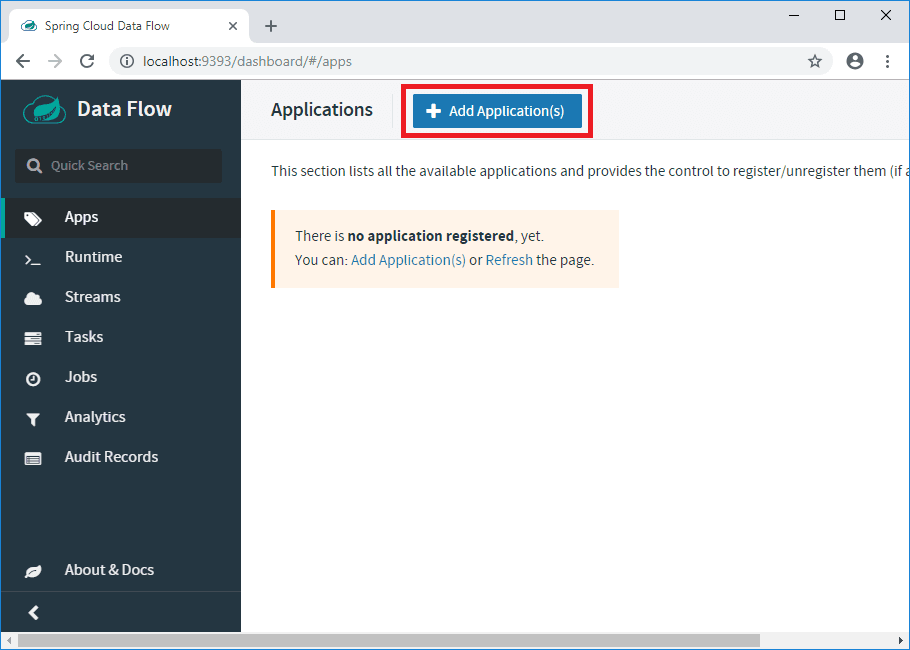 Spring Cloud Data Flow
localhost:9393/dashboard/#/apps
Data Flow
Quick Search
Apps
Runtime
Streams
Tasks
Jobs
Analytics
Audit Records
About & Docs
Applications
Add Application(s)
This section lists all the available applications and provides the control to register/unregister them (if a
There is no application registered, yet.
You can: Add Application(s) or Refresh the page.